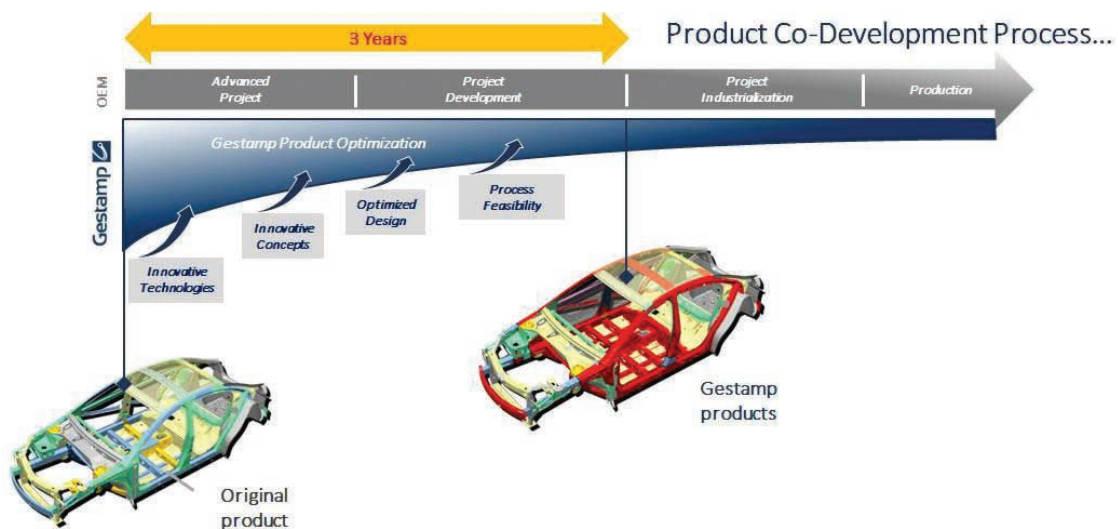 3 Years
Product Co-Development Process...
OEM
Advanced
Project
Project
Development
Project
Industrialization
Production
Gestamp
Gestamp Product Optimization
Innovative
Technologies
Innovative
Concepts
Optimized
Design
Process
Feasibility
Original
product
Gestamp
products